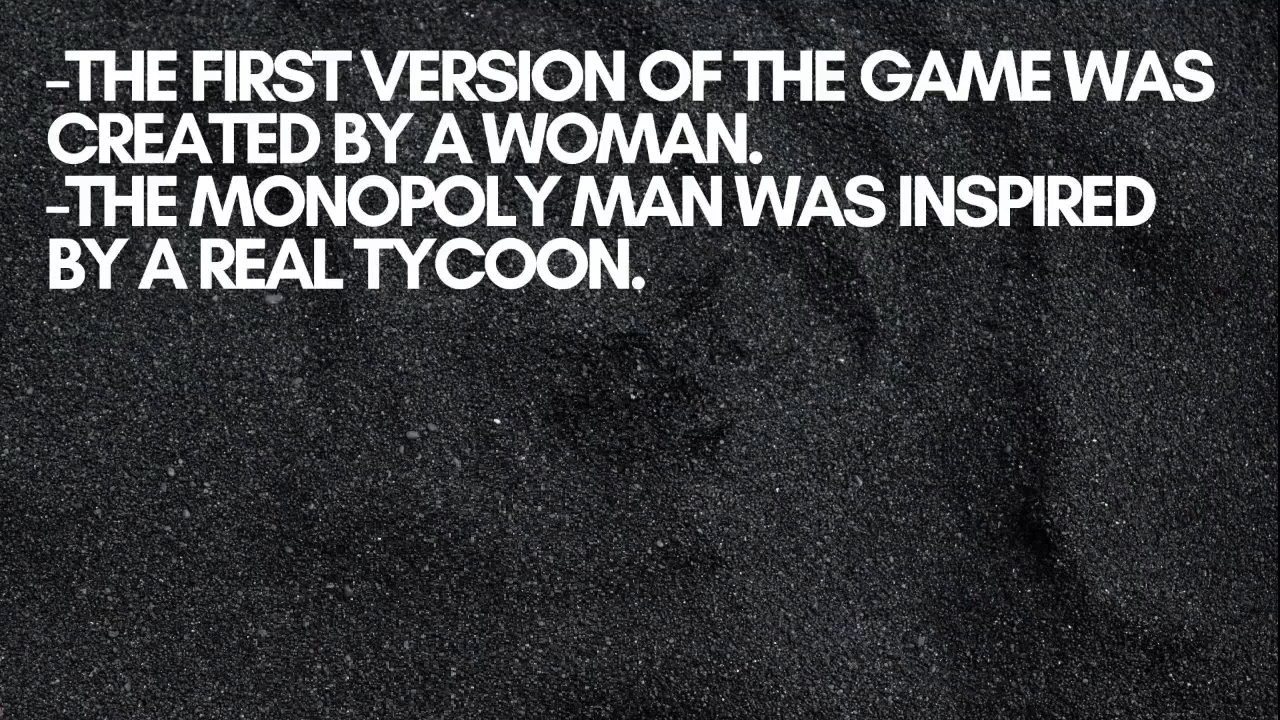 -THE FIRST VERSION OF THE GAME WAS
CREATED BY A WOMAN.
-THE MONOPOLY MAN WAS INSPIRED
BY A REAL TYCOON.